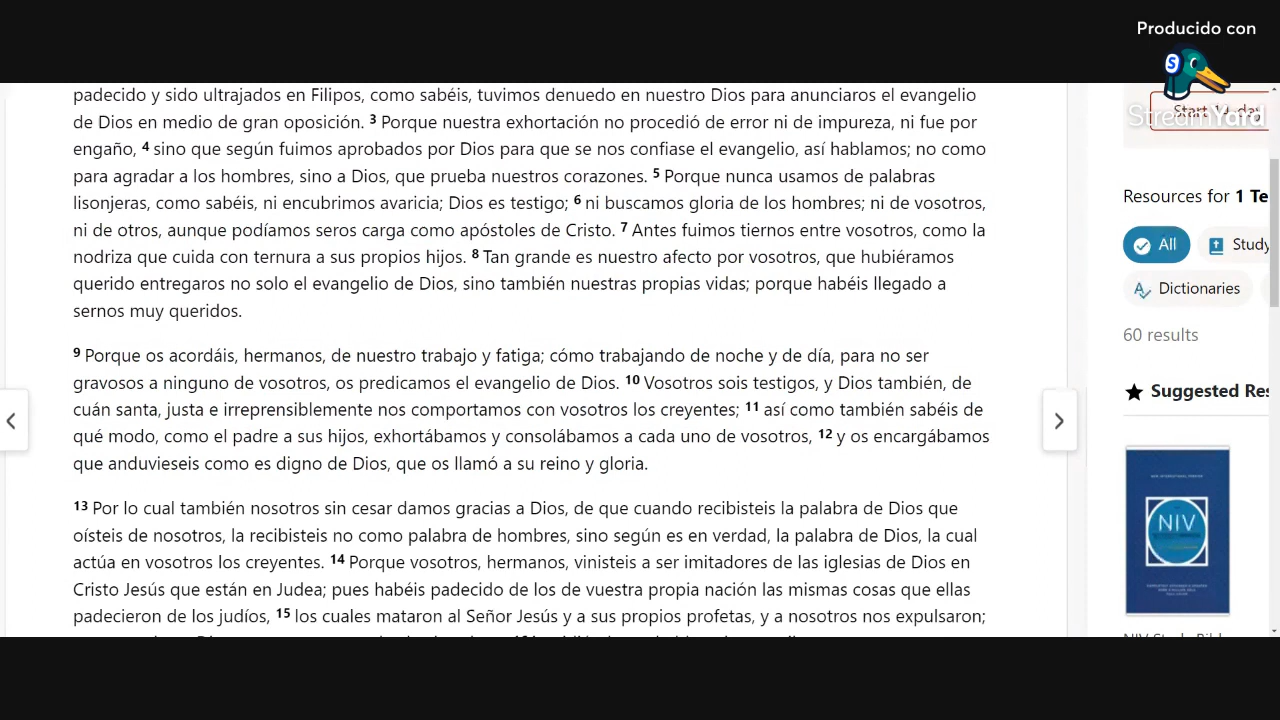 Producido con
StreamYard
padecido y sido ultrajados en Filipos, como sabéis, tuvimos denuedo en nuestro Dios para anunciaros el evangelio
de Dios en medio de gran oposición. 3 Porque nuestra exhortación no procedió de error ni de impureza, ni fue por
engaño, 4 sino que según fuimos aprobados por Dios para que se nos confiase el evangelio, así hablamos; no como
para agradar a los hombres, sino a Dios, que prueba nuestros corazones. 5 Porque nunca usamos de palabras
lisonjeras, como sabéis, ni encubrimos avaricia; Dios es testigo; 6 ni buscamos gloria de los hombres; ni de vosotros,
ni de otros, aunque podíamos seros carga como apóstoles de Cristo. 7 Antes fuimos tiernos entre vosotros, como la
nodriza que cuida con ternura a sus propios hijos. 8 Tan grande es nuestro afecto por vosotros, que hubiéramos
querido entregaros no solo el evangelio de Dios, sino también nuestras propias vidas; porque habéis llegado a
sernos muy queridos.
9 Porque os acordáis, hermanos, de nuestro trabajo y fatiga; cómo trabajando de noche y de día, para no ser
gravosos a ninguno de vosotros, os predicamos el evangelio de Dios. 10 Vosotros sois testigos, y Dios también, de
cuán santa, justa e irreprensiblemente nos comportamos con vosotros los creyentes; 11 así como también sabéis de
qué modo, como el padre a sus hijos, exhortábamos y consolábamos a cada uno de vosotros, 12 y os encargábamos
que anduvieseis como es digno de Dios, que os llamó a su reino y gloria.
13 Por lo cual también nosotros sin cesar damos gracias a Dios, de que cuando recibisteis la palabra de Dios que
oísteis de nosotros, la recibisteis no como palabra de hombres, sino según es en verdad, la palabra de Dios, la cual
actúa en vosotros los creyentes. 14 Porque vosotros, hermanos, vinisteis a ser imitadores de las iglesias de Dios en
Cristo Jesús que están en Judea; pues habéis padecido de los de vuestra propia nación las mismas cosas que ellas
padecieron de los judíos, 15 los cuales mataron al Señor Jesús y a sus propios profetas, y a nosotros nos expulsaron;
Resources for 1 Te
All
Study
Dictionaries
60 results
Suggested Res
NIV